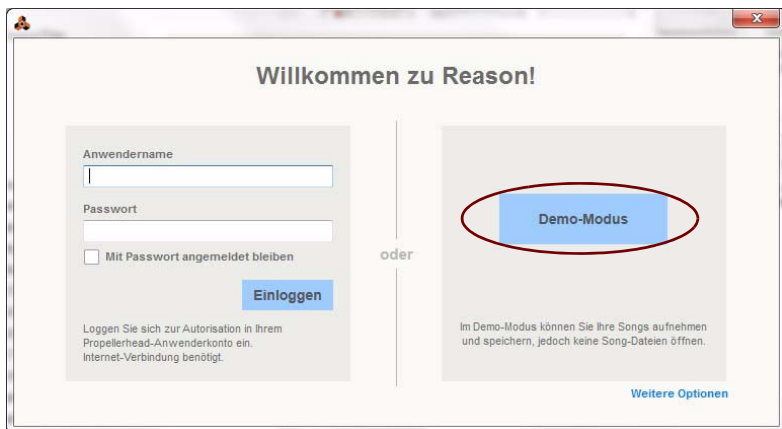 Willkommen zu Reason!
Anwendername
Passwort
Mit Passwort angemeldet bleiben
Einloggen
Loggen Sie sich zur Autorisation in Ihrem
Propellerhead-Anwenderkonto ein.
Internet-Verbindung benötigt.
oder
Demo-Modus
Im Demo-Modus können Sie Ihre Songs aufnehmen
und speichern, jedoch keine Song-Dateien öffnen.
Weitere Optionen